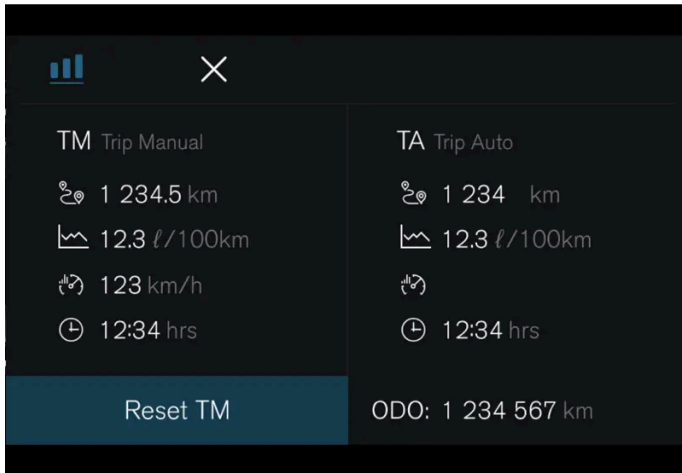 TM Trip Manual
1 234.5 km
12.3 ℓ/100km
123 km/h
12:34 hrs
Reset TM
TA Trip Auto
1 234 km
12.3 ℓ/100km
12:34 hrs
ODO: 1 234 567 km